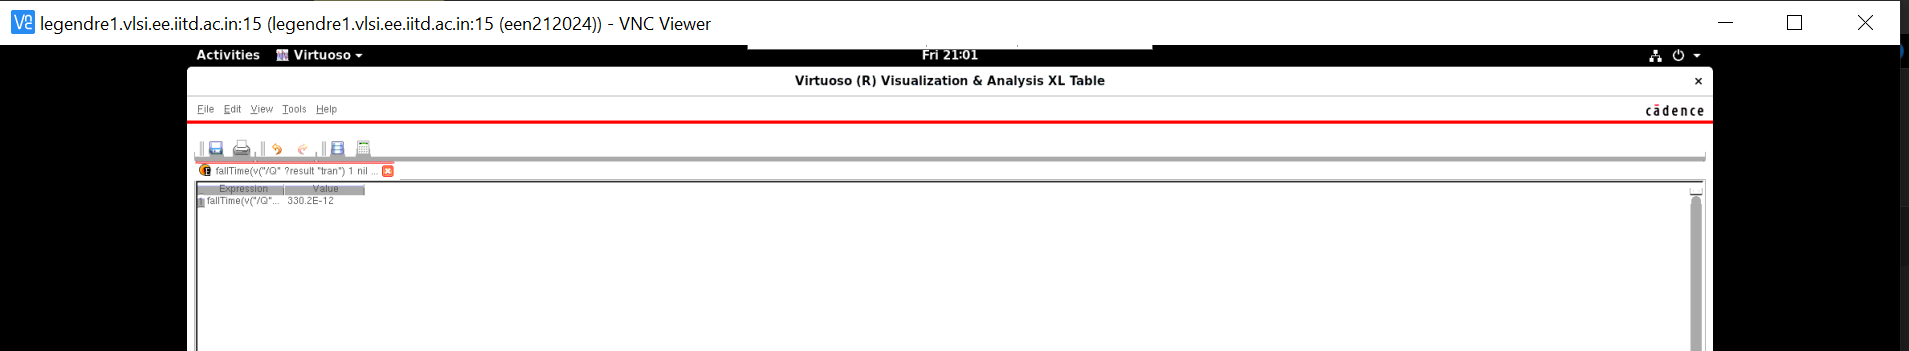 legendre1.vlsi.ee.iitd.ac.in:15 (legendre1.vlsi.ee.iitd.ac.in:15 (een212024)) - VNC Viewer
Activities Virtuoso Fri 21:01
Virtuoso (R) Visualization & Analysis XL Table
File Edit View Tools Help cādence
fallTime(v("/Q" ?result "tran") 1 nil ...
Expression Value
1 fallTime(v("/Q"... 330.2E-12